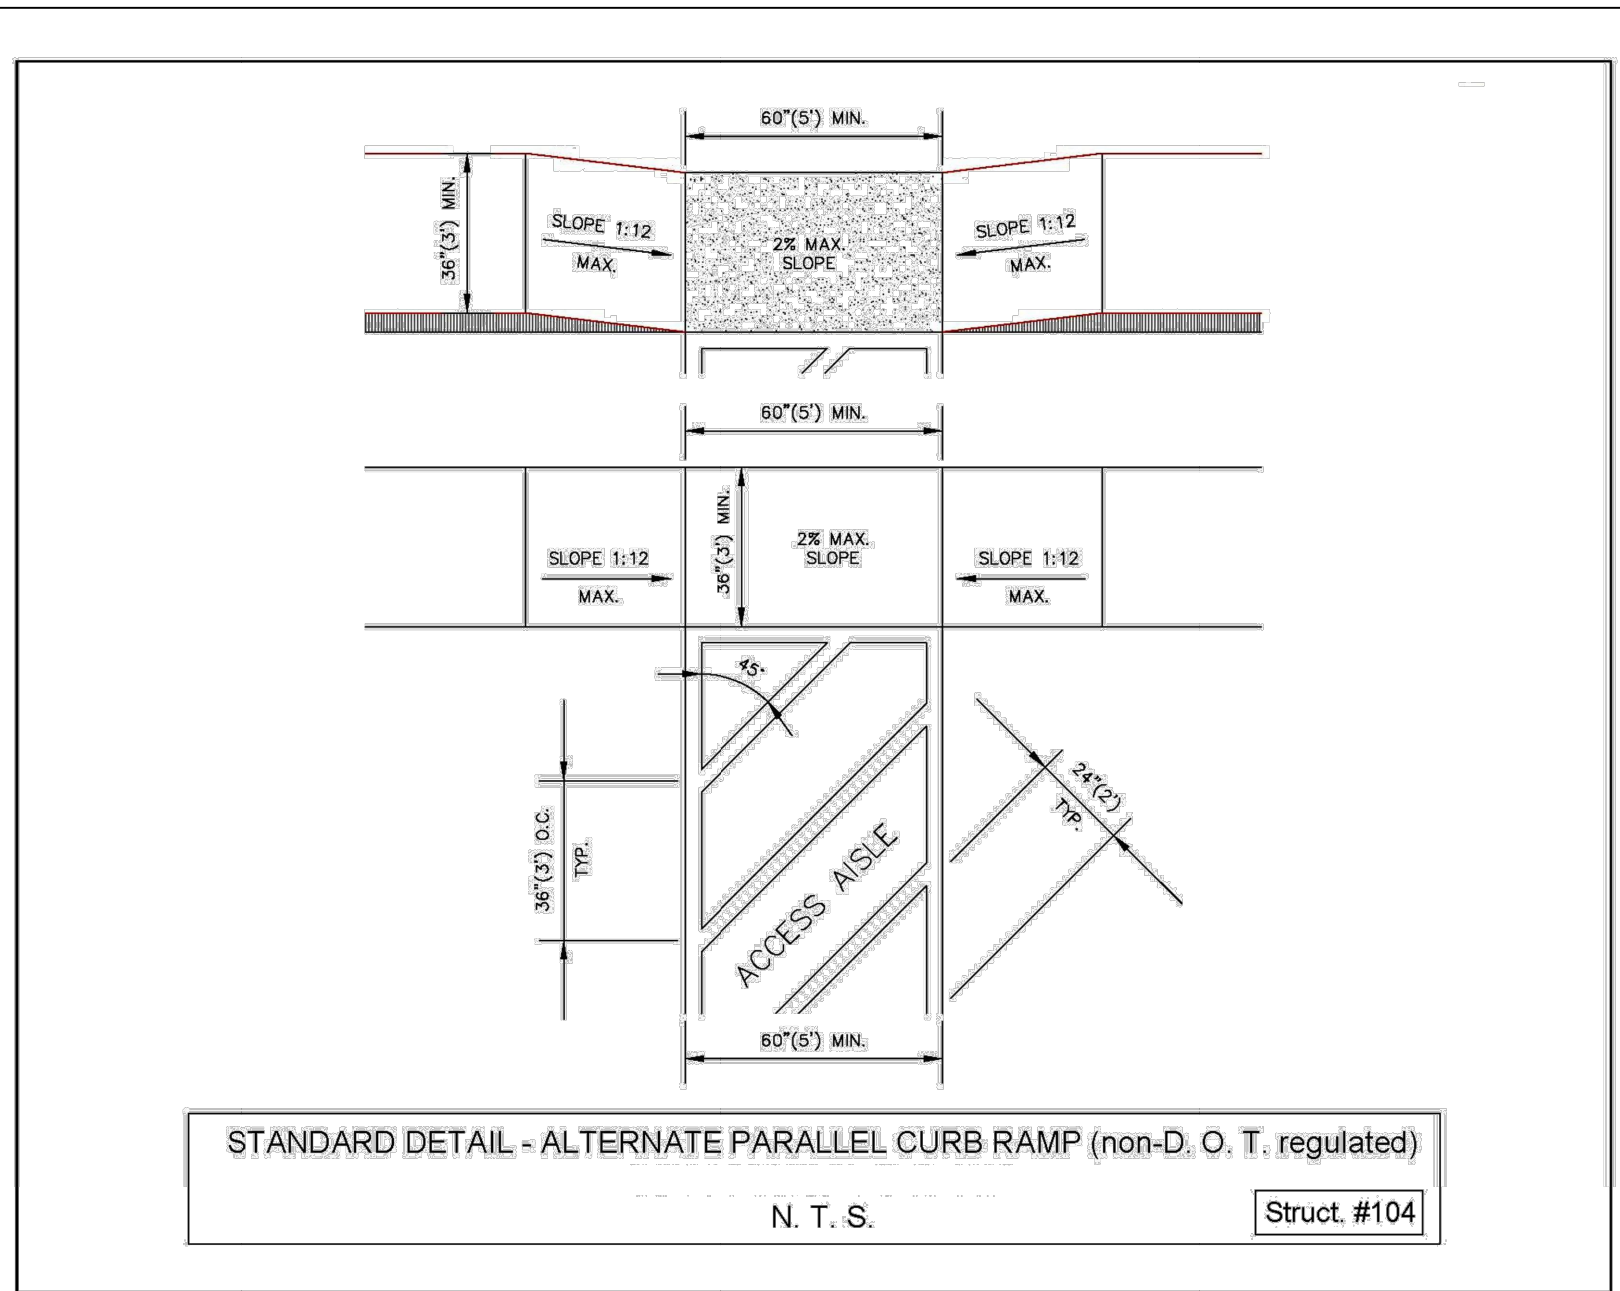 60"(5') MIN.
36"(3') MIN.
SLOPE 1:12
MAX.
2% MAX.
SLOPE
SLOPE 1:12
MAX.
60"(5') MIN.
36"(3') MIN.
2% MAX.
SLOPE
SLOPE 1:12
MAX.
SLOPE 1:12
MAX.
45°
24"(2')
TYP.
36"(3') O.C.
TYP.
ACCESS AISLE
60"(5') MIN.
STANDARD DETAIL - ALTERNATE PARALLEL CURB RAMP (non-D. O. T. regulated)
N. T. S.
Struct. #104